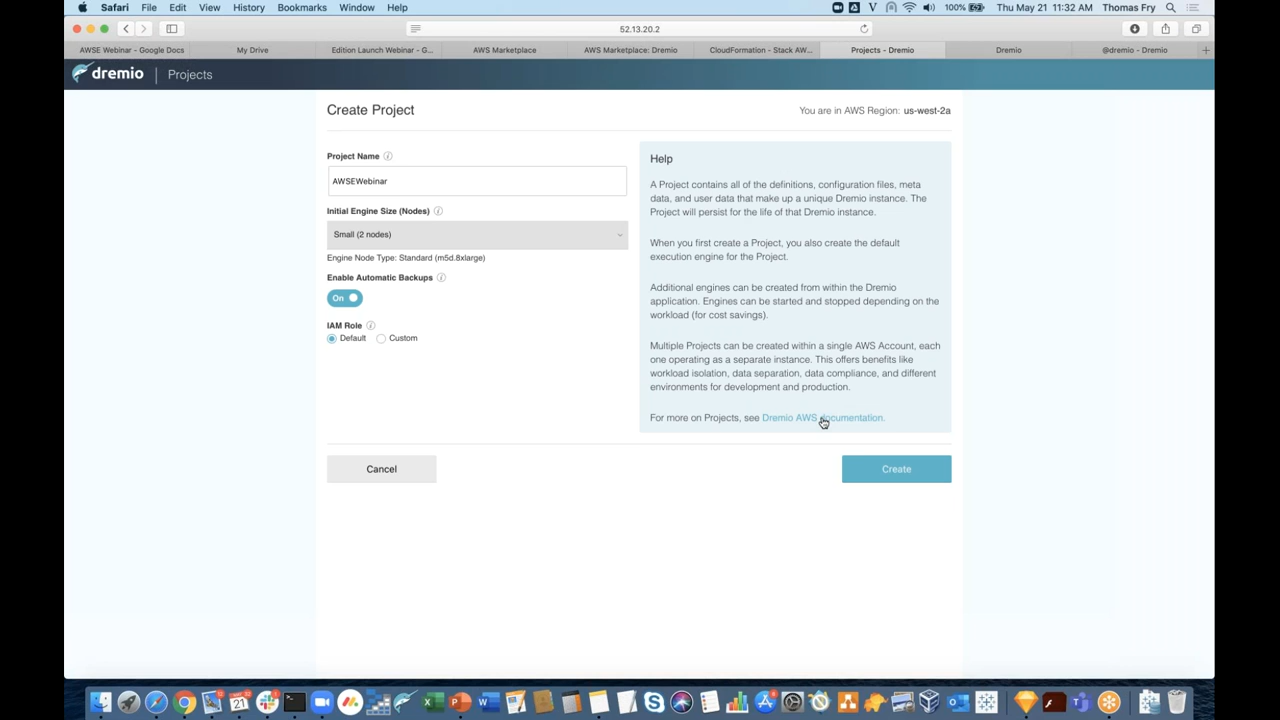 Safari File Edit View History Bookmarks Window Help
100% Thu May 21 11:32 AM Thomas Fry
52.13.20.2
AWSE Webinar - Google Docs My Drive Edition Launch Webinar - G... AWS Marketplace AWS Marketplace: Dremio CloudFormation - Stack AW... Projects - Dremio Dremio @dremio - Dremio
dremio Projects
Create Project
You are in AWS Region: us-west-2a
Project Name
AWSEWebinar
Initial Engine Size (Nodes)
Small (2 nodes)
Engine Node Type: Standard (m5d.8xlarge)
Enable Automatic Backups
On
IAM Role
Default Custom
Help
A Project contains all of the definitions, configuration files, meta
data, and user data that make up a unique Dremio instance. The
Project will persist for the life of that Dremio instance.
When you first create a Project, you also create the default
execution engine for the Project.
Additional engines can be created from within the Dremio
application. Engines can be started and stopped depending on the
workload (for cost savings).
Multiple Projects can be created within a single AWS Account, each
one operating as a separate instance. This offers benefits like
workload isolation, data separation, data compliance, and different
environments for development and production.
For more on Projects, see Dremio AWS documentation.
Cancel
Create